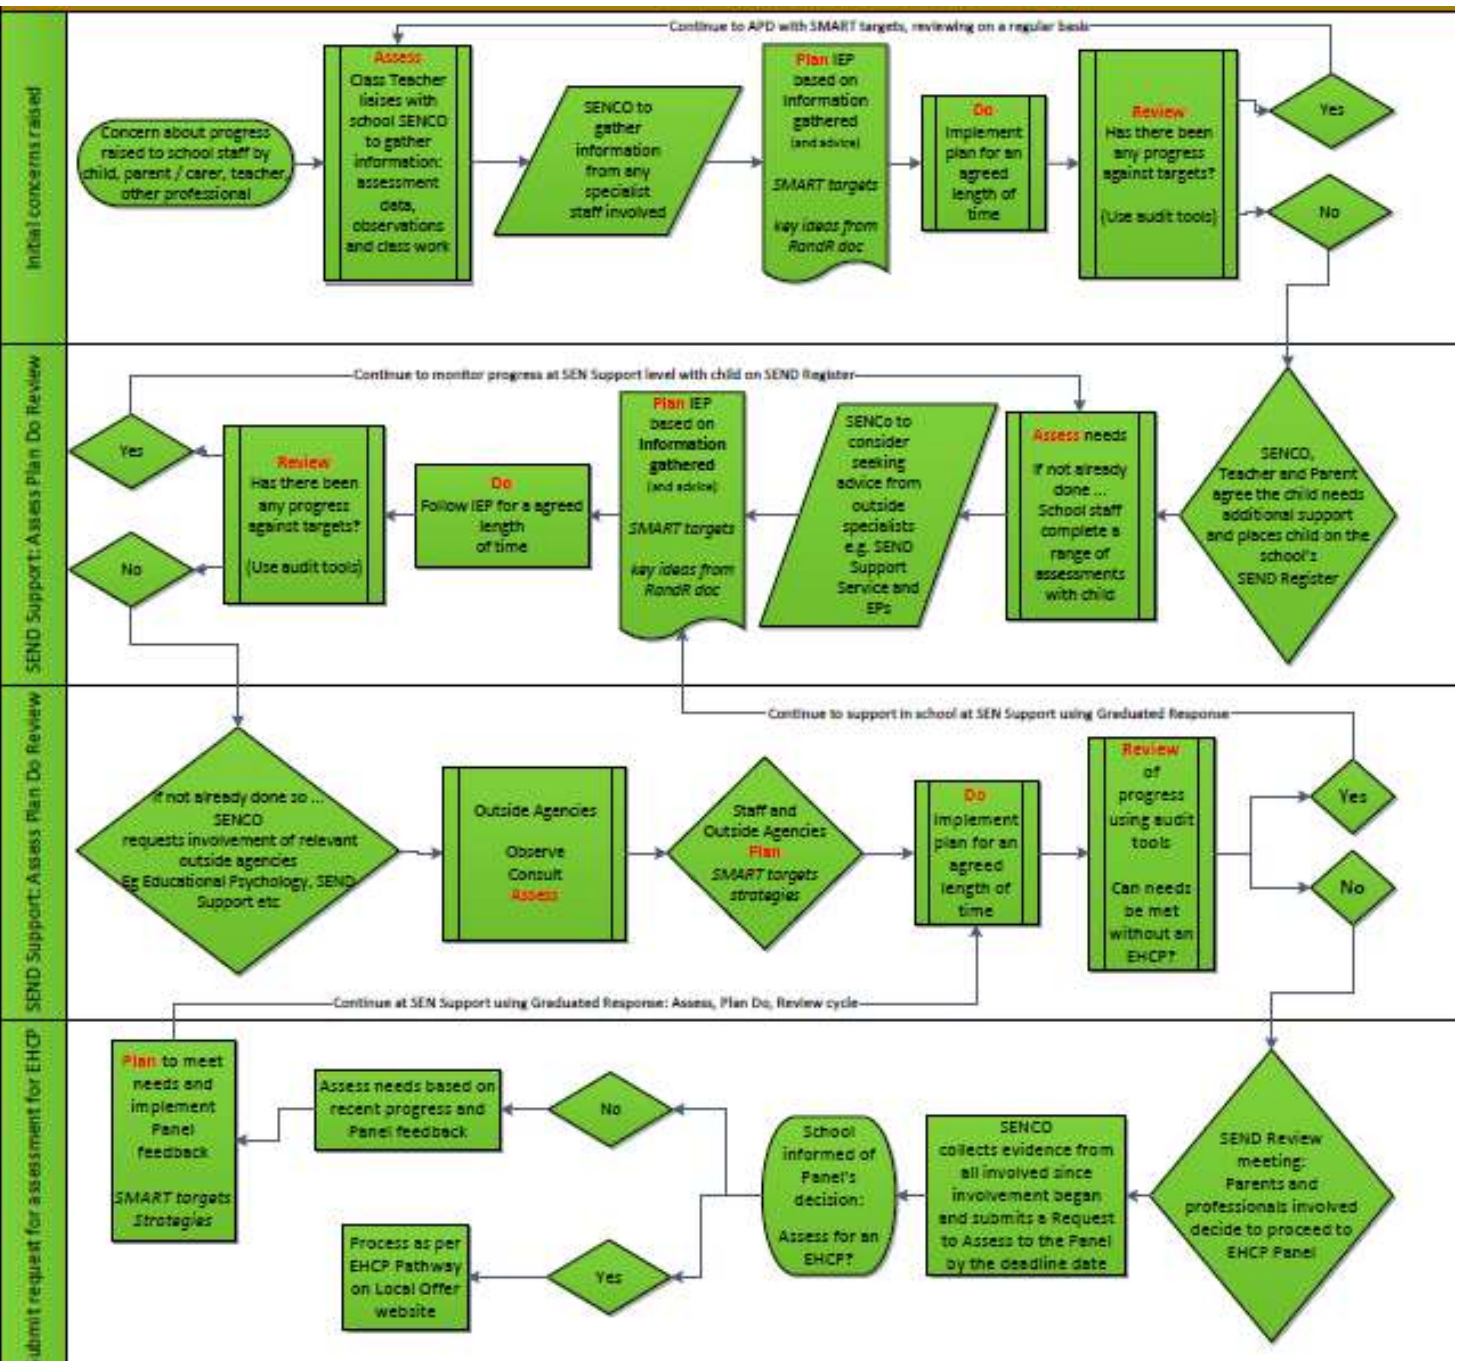 Initial concerns raised
Continue to APD with SMART targets, reviewing on a regular basis
Concern about progress
raised to school staff by
child, parent / carer, teacher,
other professional
Assess
Class Teacher
liaises with
school SENCO
to gather
information:
assessment
data,
observations
and class work
SENCO to
gather
information
from any
specialist
staff involved
Plan IEP
based on
Information
gathered
(and advice)
SMART targets
key ideas from
RandR doc
Do
Implement
plan for an
agreed
length of
time
Review
Has there been
any progress
against targets?
(Use audit tools)
Yes
No
SEND Support: Assess Plan Do Review
Continue to monitor progress at SEN Support level with child on SEND Register
SENCO,
Teacher and Parent
agree the child needs
additional support
and places child on the
school's
SEND Register
Assess needs
If not already
done ...
School staff
complete a
range of
assessments
with child
SENCo to
consider
seeking
advice from
outside
specialists
e.g. SEND
Support
Service and
EPs
Plan IEP
based on
Information
gathered
(and advice)
SMART targets
key ideas from
RandR doc
Do
Follow IEP for a agreed
length
of time
Review
Has there been
any progress
against targets?
(Use audit tools)
Yes
No
SEND Support: Assess Plan Do Review
Continue to support in school at SEN Support using Graduated Response
If not already done so ...
SENCO
requests involvement of relevant
outside agencies
Eg Educational Psychology, SEND
Support etc
Outside Agencies
Observe
Consult
Assess
Staff and
Outside Agencies
Plan
SMART targets
strategies
Do
Implement
plan for an
agreed
length of
time
Review
of
progress
using audit
tools
Can needs
be met
without an
EHCP?
Yes
No
Continue at SEN Support using Graduated Response: Assess, Plan Do, Review cycle
ubmit request for assessment for EHCP
SEND Review
meeting:
Parents and
professionals involved
decide to proceed to
EHCP Panel
SENCO
collects evidence from
all involved since
involvement began
and submits a Request
to Assess to the Panel
by the deadline date
School
informed of
Panel's
decision:
Assess for an
EHCP?
No
Assess needs based on
recent progress and
Panel feedback
Plan to meet
needs and
implement
Panel
feedback
SMART targets
Strategies
Yes
Process as per
EHCP Pathway
on Local Offer
website